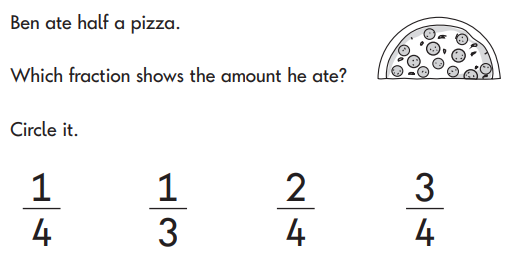 Ben ate half a pizza.
Which fraction shows the amount he ate?
Circle it.
1/4 1/3 2/4 3/4